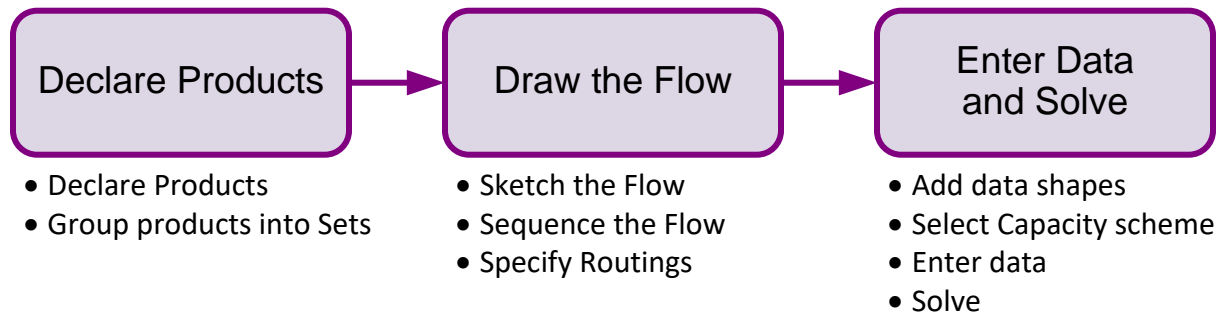 Declare Products
Draw the Flow
Enter Data
and Solve
• Declare Products
• Group products into Sets
• Sketch the Flow
• Sequence the Flow
• Specify Routings
• Add data shapes
• Select Capacity scheme
• Enter data
• Solve